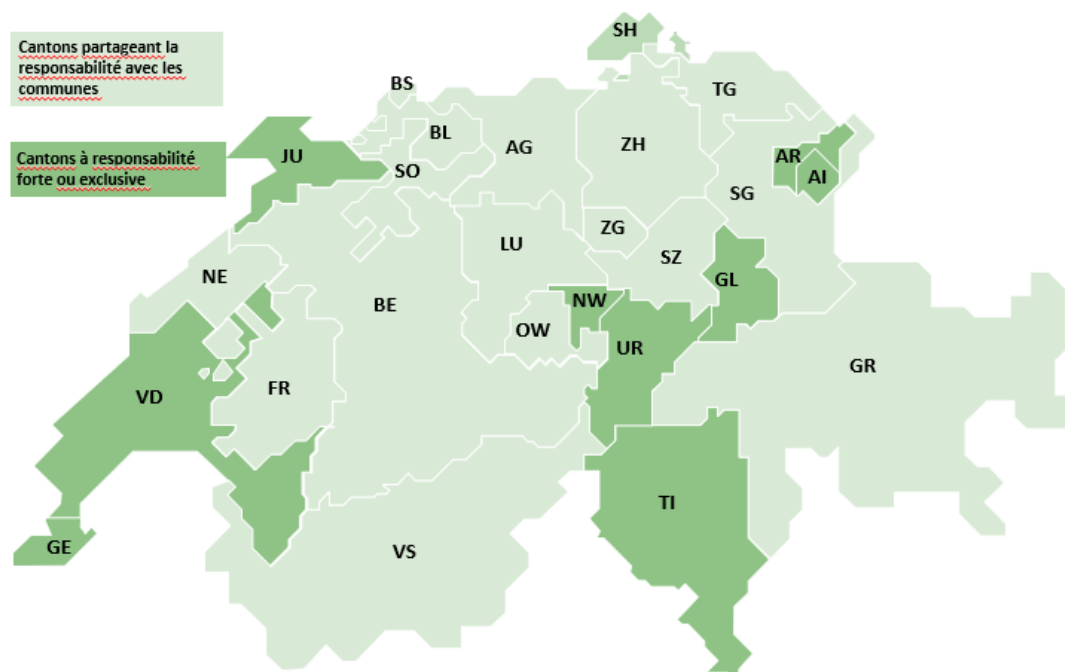 Cantons partageant la
responsabilité avec les
communes
Cantons à responsabilité
forte ou exclusive
SH
BS
TG
BL
JU
AG
ZH
AR
SO
AI
SG
ZG
LU
SZ
NE
GL
NW
BE
OW
UR
GR
FR
VD
TI
GE
VS